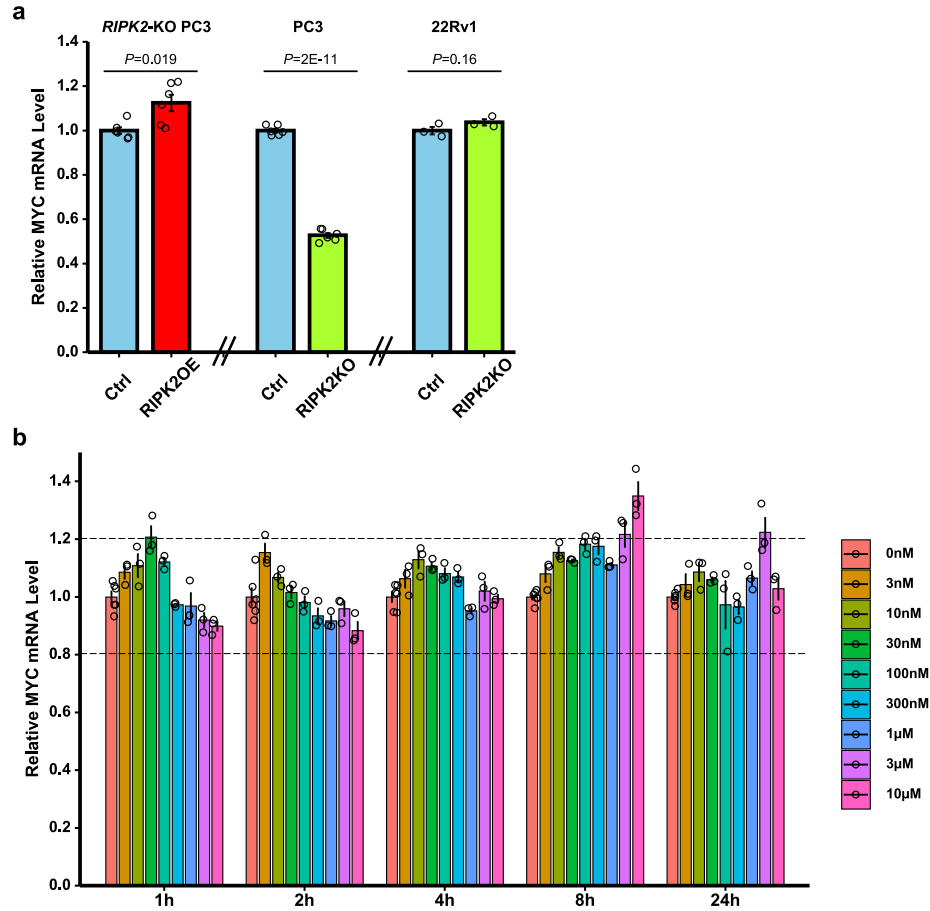 a
RIPK2-KO PC3
PC3
22Rv1
P=0.019
P=2E-11
P=0.16
Relative MYC mRNA Level
1.4
1.2
1.0
0.8
0.6
0.4
0.2
0.0
Ctrl
RIPK2OE
Ctrl
RIPK2KO
Ctrl
RIPK2KO
b
Relative MYC mRNA Level
1.4
1.2
1.0
0.8
0.6
0.4
0.2
0.0
1h
2h
4h
8h
24h
0nM
3nM
10nM
30nM
100nM
300nM
1µM
3µM
10µM